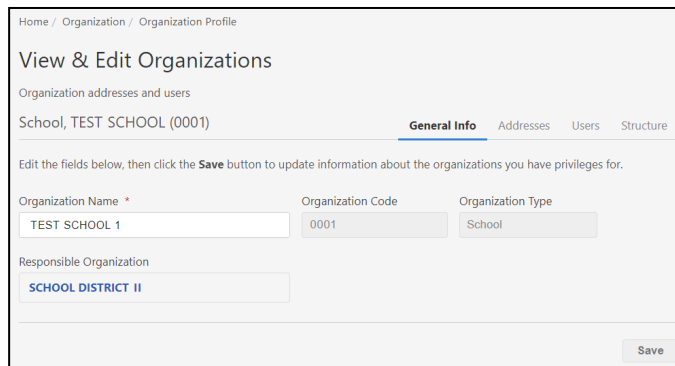 Home / Organization / Organization Profile
View & Edit Organizations
Organization addresses and users
School, TEST SCHOOL (0001) General Info Addresses Users Structure
Edit the fields below, then click the Save button to update information about the organizations you have privileges for.
Organization Name * Organization Code Organization Type
TEST SCHOOL 1 0001 School
Responsible Organization
SCHOOL DISTRICT II
Save